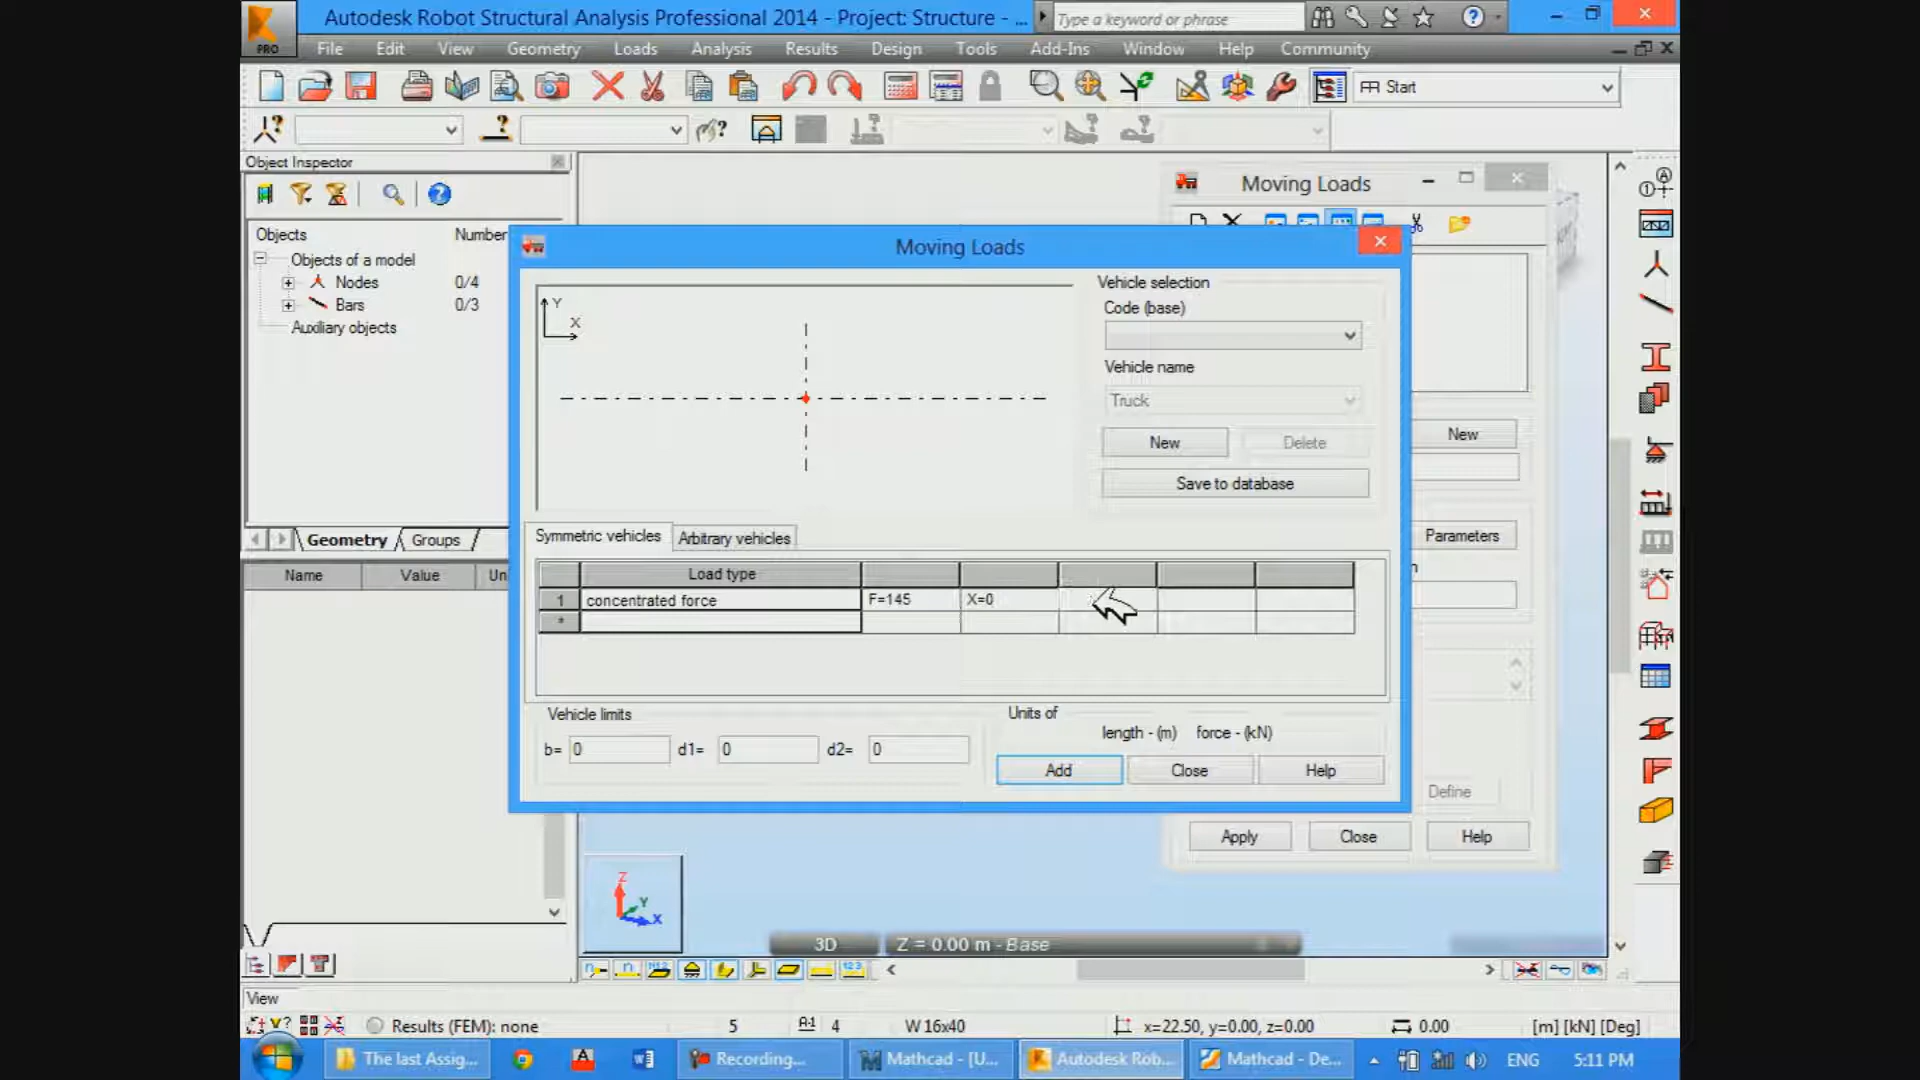 Autodesk Robot Structural Analysis Professional 2014 - Project: Structure - ...
Type a keyword or phrase
PRO
File Edit View Geometry Loads Analysis Results Design Tools Add-Ins Window Help Community
Start
Object Inspector
Objects Number
Objects of a model
Nodes 0/4
Bars 0/3
Auxiliary objects
Geometry Groups
Name Value Un
Moving Loads
New
Parameters
Define
Apply Close Help
Moving Loads
Y
X
Vehicle selection
Code (base)
Vehicle name
Truck
New Delete
Save to database
Symmetric vehicles Arbitrary vehicles
Load type
1 concentrated force F=145 X=0
*
Vehicle limits
b= 0 d1= 0 d2= 0
Units of
length - (m) force - (kN)
Add Close Help
Z
Y
X
3D Z = 0.00 m - Base
View
Results (FEM): none 5 4 W 16x40 x=22.50, y=0.00, z=0.00 0.00 [m] [kN] [Deg]
The last Assig... Recording... Mathcad - [U... Autodesk Rob... Mathcad - De... ENG 5:11 PM